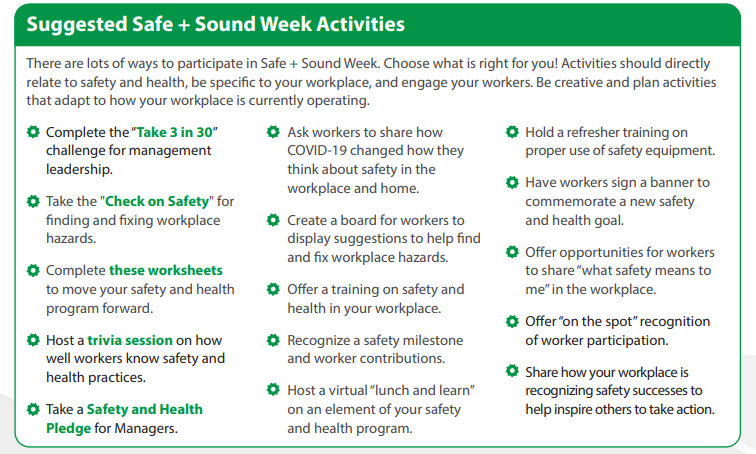 Suggested Safe + Sound Week Activities
There are lots of ways to participate in Safe + Sound Week. Choose what is right for you! Activities should directly
relate to safety and health, be specific to your workplace, and engage your workers. Be creative and plan activities
that adapt to how your workplace is currently operating.
Complete the “Take 3 in 30”
challenge for management
leadership.
Take the "Check on Safety" for
finding and fixing workplace
hazards.
Complete these worksheets
to move your safety and health
program forward.
Host a trivia session on how
well workers know safety and
health practices.
Take a Safety and Health
Pledge for Managers.
Ask workers to share how
COVID-19 changed how they
think about safety in the
workplace and home.
Create a board for workers to
display suggestions to help find
and fix workplace hazards.
Offer a training on safety and
health in your workplace.
Recognize a safety milestone
and worker contributions.
Host a virtual “lunch and learn”
on an element of your safety
and health program.
Hold a refresher training on
proper use of safety equipment.
Have workers sign a banner to
commemorate a new safety
and health goal.
Offer opportunities for workers
to share “what safety means to
me” in the workplace.
Offer “on the spot” recognition
of worker participation.
Share how your workplace is
recognizing safety successes to
help inspire others to take action.